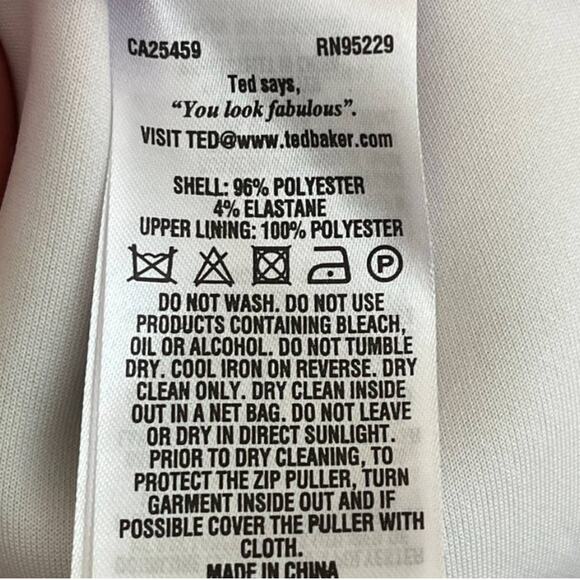 CA25459 RN95229
Ted says,
"You look fabulous".
VISIT TED@www.tedbaker.com
SHELL: 96% POLYESTER
4% ELASTANE
UPPER LINING: 100% POLYESTER
P
DO NOT WASH. DO NOT USE
PRODUCTS CONTAINING BLEACH,
OIL OR ALCOHOL. DO NOT TUMBLE
DRY. COOL IRON ON REVERSE. DRY
CLEAN ONLY. DRY CLEAN INSIDE
OUT IN A NET BAG. DO NOT LEAVE
OR DRY IN DIRECT SUNLIGHT.
PRIOR TO DRY CLEANING, TO
PROTECT THE ZIP PULLER, TURN
GARMENT INSIDE OUT AND IF
POSSIBLE COVER THE PULLER WITH
CLOTH.
MADE IN CHINA